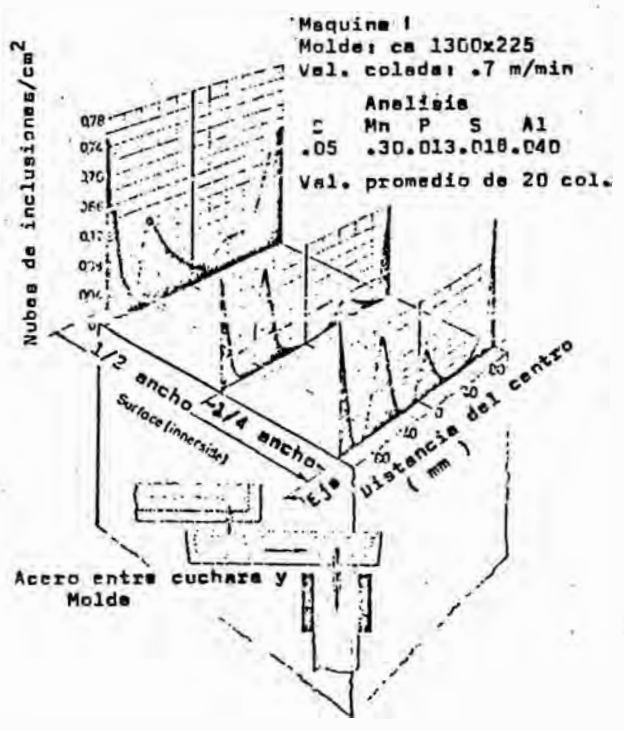 Maquina I
Molde: ca 1300x225
Vel. colada: .7 m/min
Analisis
C Mn P S Al
.05 .30.013.018.040
Val. promedio de 20 col.
Nubes de inclusiones/cm2
0
1/2 ancho
1/4 ancho
Surface (innerside)
Eje
Distancia del centro
( mm )
0
Acero entre cuchara y
Molde